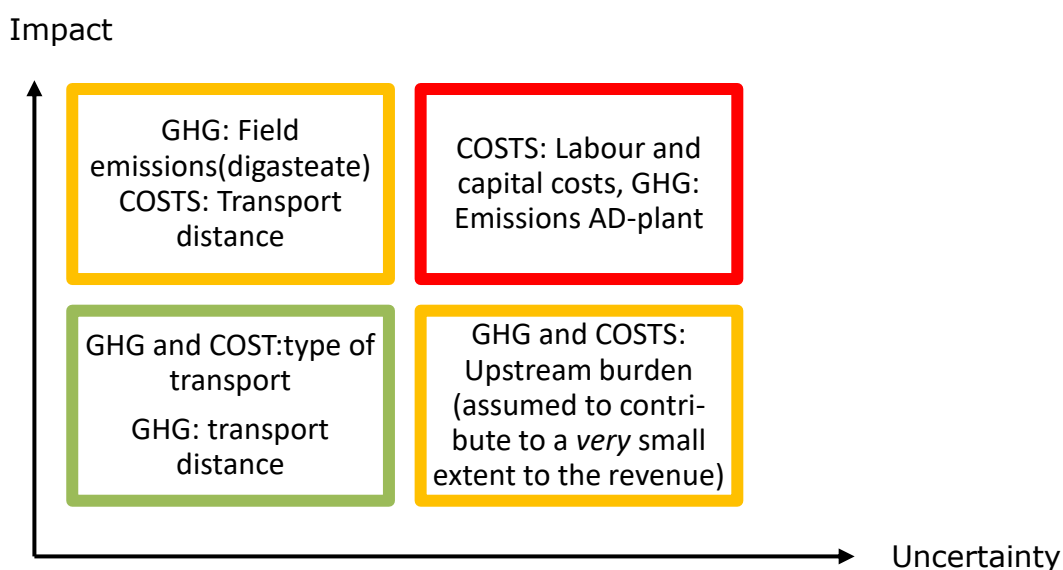 Impact
GHG: Field
emissions(digasteate)
COSTS: Transport
distance
COSTS: Labour and
capital costs, GHG:
Emissions AD-plant
GHG and COST:type of
transport
GHG: transport
distance
GHG and COSTS:
Upstream burden
(assumed to contri-
bute to a very small
extent to the revenue)
Uncertainty